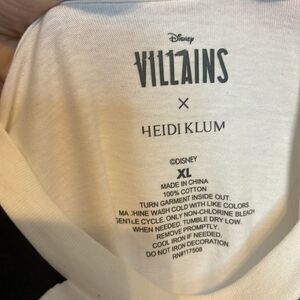 Disney
VILLAINS
X
HEIDI KLUM
©DISNEY
XL
MADE IN CHINA
100% COTTON
TURN GARMENT INSIDE OUT.
MACHINE WASH COLD WITH LIKE COLORS.
GENTLE CYCLE. ONLY NON-CHLORINE BLEACH
WHEN NEEDED. TUMBLE DRY LOW.
REMOVE PROMPTLY.
COOL IRON IF NEEDED.
DO NOT IRON DECORATION.
RN#117508